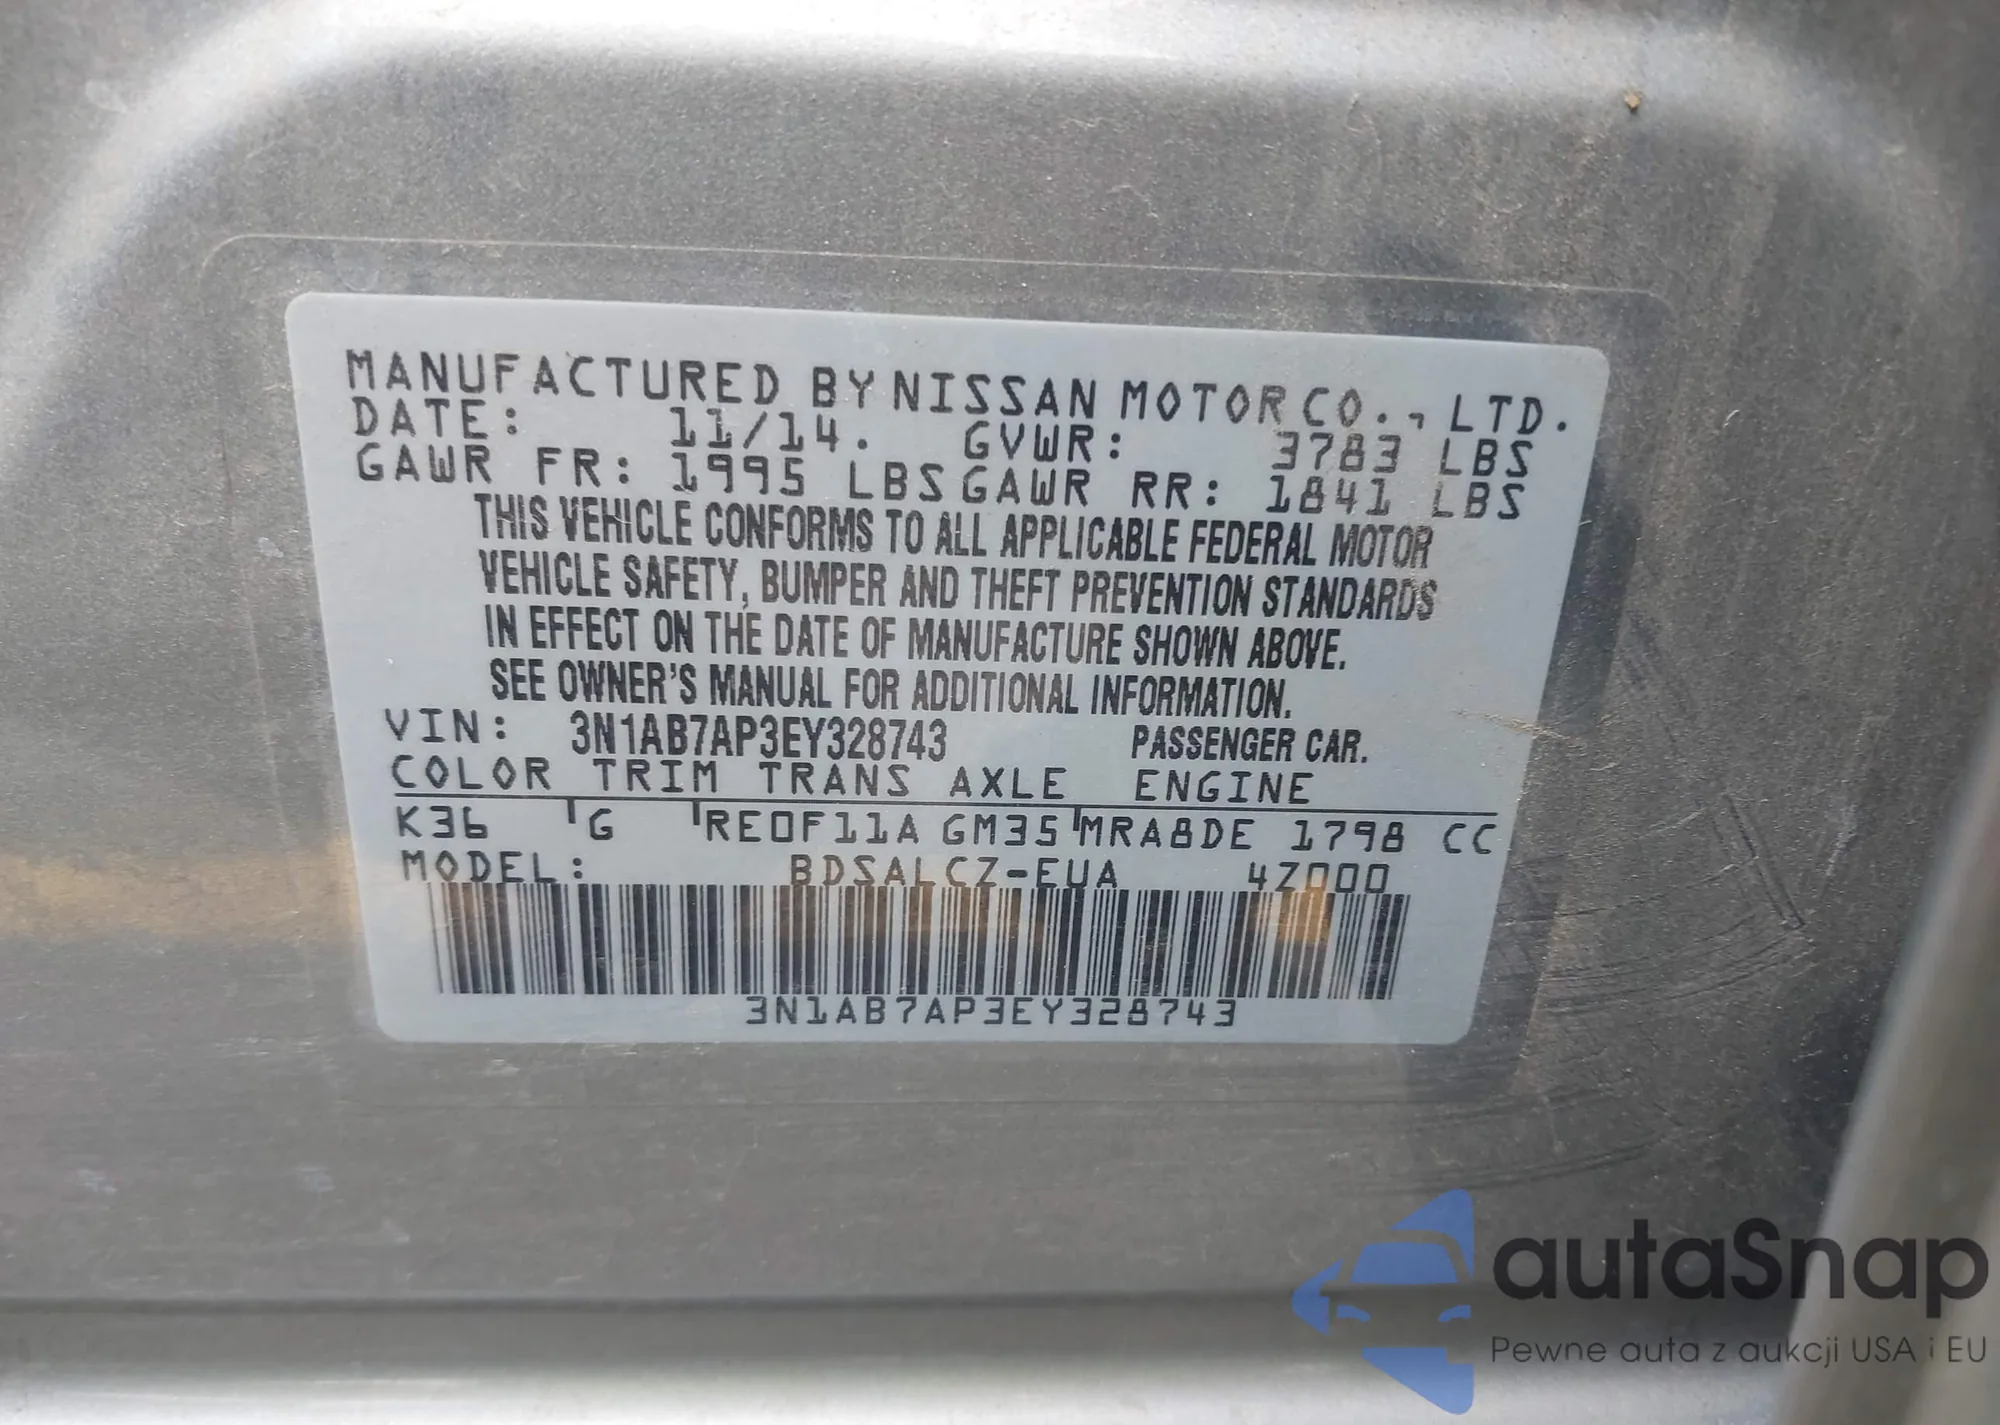 MANUFACTURED BY NISSAN MOTOR CO., LTD.
DATE: 11/14. GVWR: 3783 LBS
GAWR FR: 1995 LBS GAWR RR: 1841 LBS
THIS VEHICLE CONFORMS TO ALL APPLICABLE FEDERAL MOTOR
VEHICLE SAFETY, BUMPER AND THEFT PREVENTION STANDARDS
IN EFFECT ON THE DATE OF MANUFACTURE SHOWN ABOVE.
SEE OWNER'S MANUAL FOR ADDITIONAL INFORMATION.
VIN: 3N1AB7AP3EY328743 PASSENGER CAR.
COLOR TRIM TRANS AXLE ENGINE
K36 G RE0F11A GM35 MRA8DE 1798 CC
MODEL: BDSALCZ-EUA 4Z000
3N1AB7AP3EY328743
autaSnap
Pewne auta z aukcji USA i EU